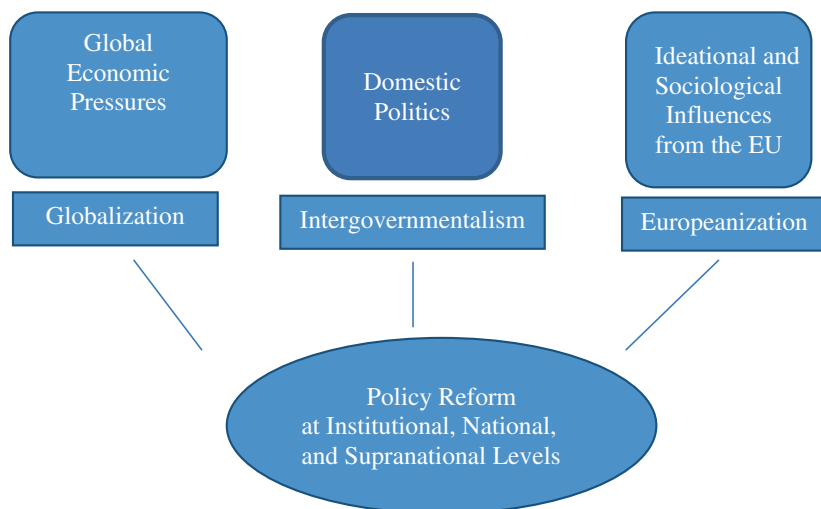 Global
Economic
Pressures
Domestic
Politics
Ideational and
Sociological
Influences
from the EU
Globalization
Intergovernmentalism
Europeanization
Policy Reform
at Institutional, National,
and Supranational Levels